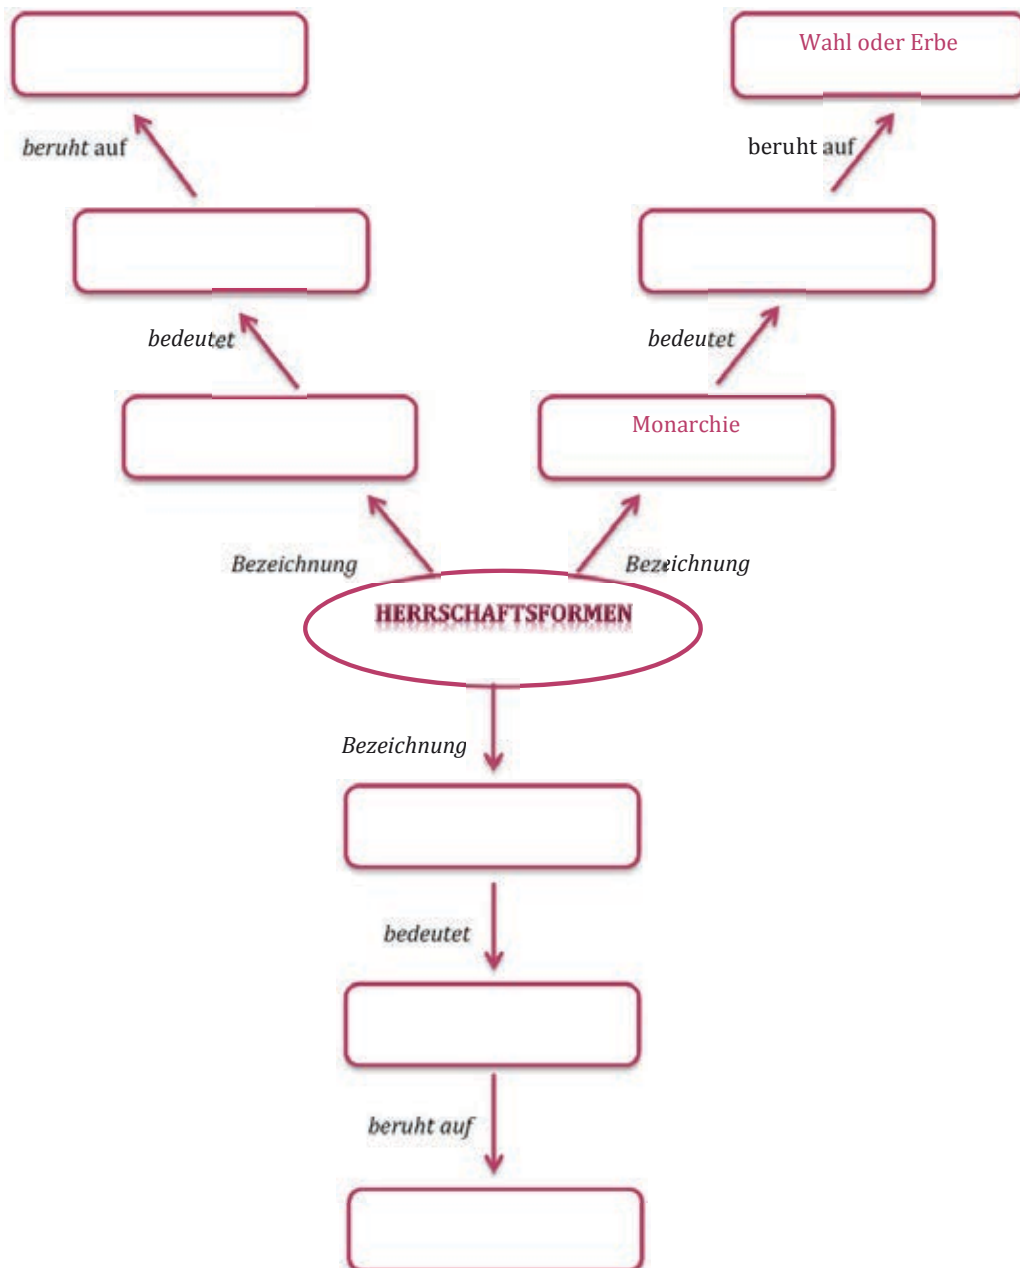 Wahl oder Erbe
beruht auf
beruht auf
bedeutet
bedeutet
Monarchie
Bezeichnung
Bezeichnung
HERRSCHAFTSFORMEN
Bezeichnung
bedeutet
beruht auf